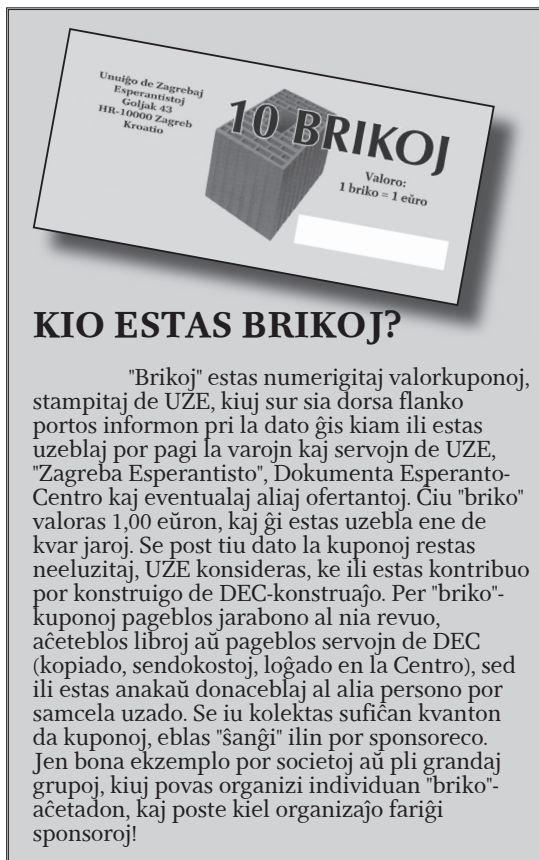 Unuiĝo de Zagrebaj
Esperantistoj
Goljak 43
HR-10000 Zagreb
Kroatio
10 BRIKOJ
Valoro:
1 briko = 1 eŭro
KIO ESTAS BRIKOJ?
"Brikoj" estas numerigitaj valorkuponoj,
stampitaj de UZE, kiuj sur sia dorsa flanko
portos informon pri la dato ĝis kiam ili estas
uzeblaj por pagi la varojn kaj servojn de UZE,
"Zagreba Esperantisto", Dokumenta Esperanto-
Centro kaj eventualaj aliaj ofertantoj. Ĉiu "briko"
valoras 1,00 eŭron, kaj ĝi estas uzebla ene de
kvar jaroj. Se post tiu dato la kuponoj restas
neeluzitaj, UZE konsideras, ke ili estas kontribuo
por konstruigo de DEC-konstruaĵo. Per "briko"-
kuponoj pageblos jarabono al nia revuo,
aĉeteblos libroj aŭ pageblos servojn de DEC
(kopiado, sendokostoj, loĝado en la Centro), sed
ili estas anakaŭ donaceblaj al alia persono por
samcela uzado. Se iu kolektas sufiĉan kvanton
da kuponoj, eblas "ŝanĝi" ilin por sponsoreco.
Jen bona ekzemplo por societoj aŭ pli grandaj
grupoj, kiuj povas organizi individuan "briko"-
aĉetadon, kaj poste kiel organizaĵo fariĝi
sponsoroj!